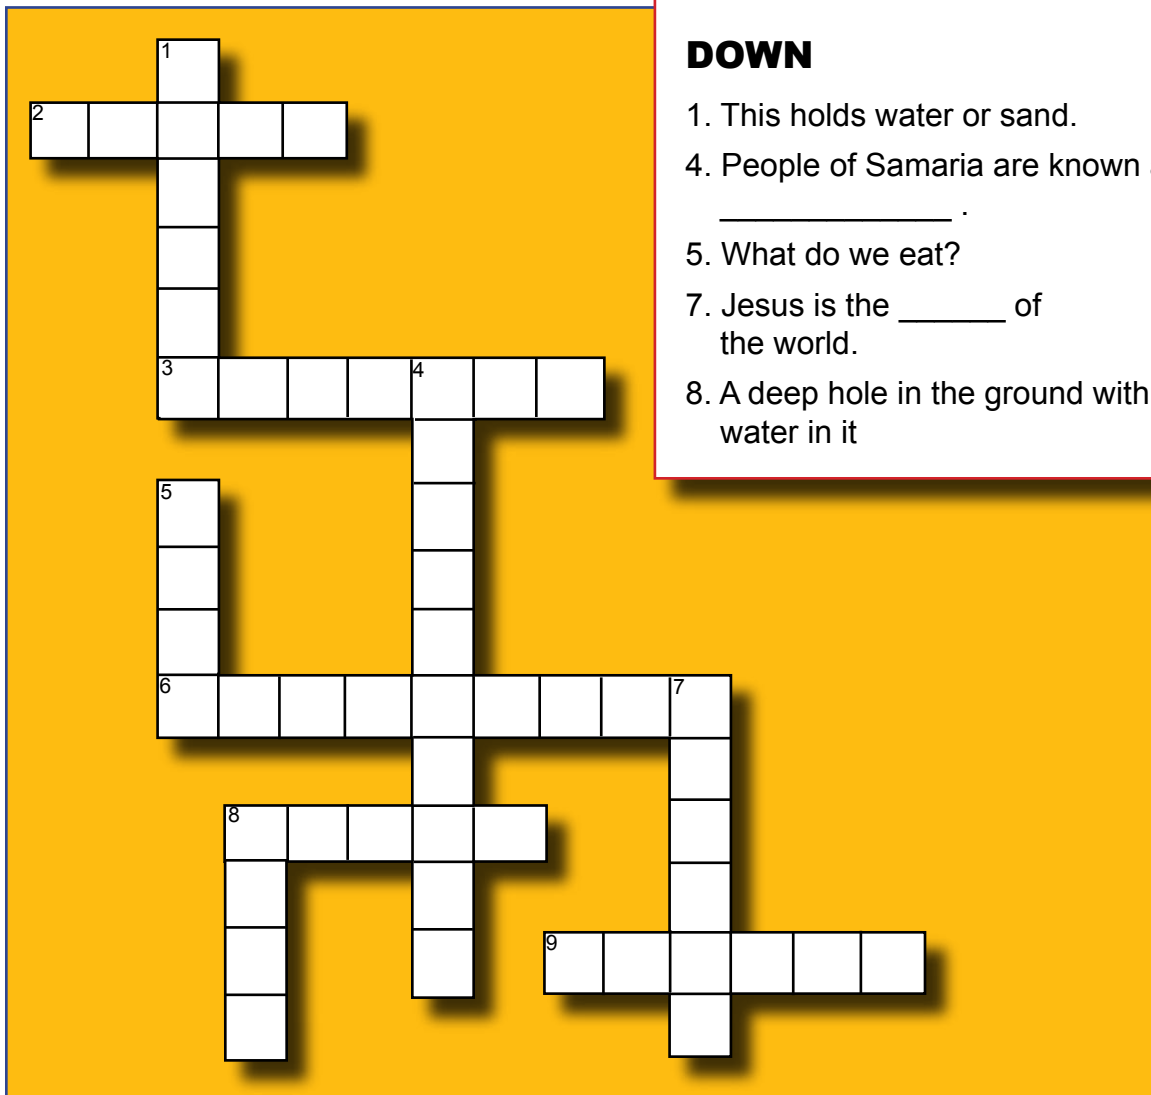 DOWN
1. This holds water or sand.
4. People of Samaria are known
_____________ .
5. What do we eat?
7. Jesus is the ______ of
the world.
8. A deep hole in the ground with
water in it
1
2
3
4
5
6
7
8
9